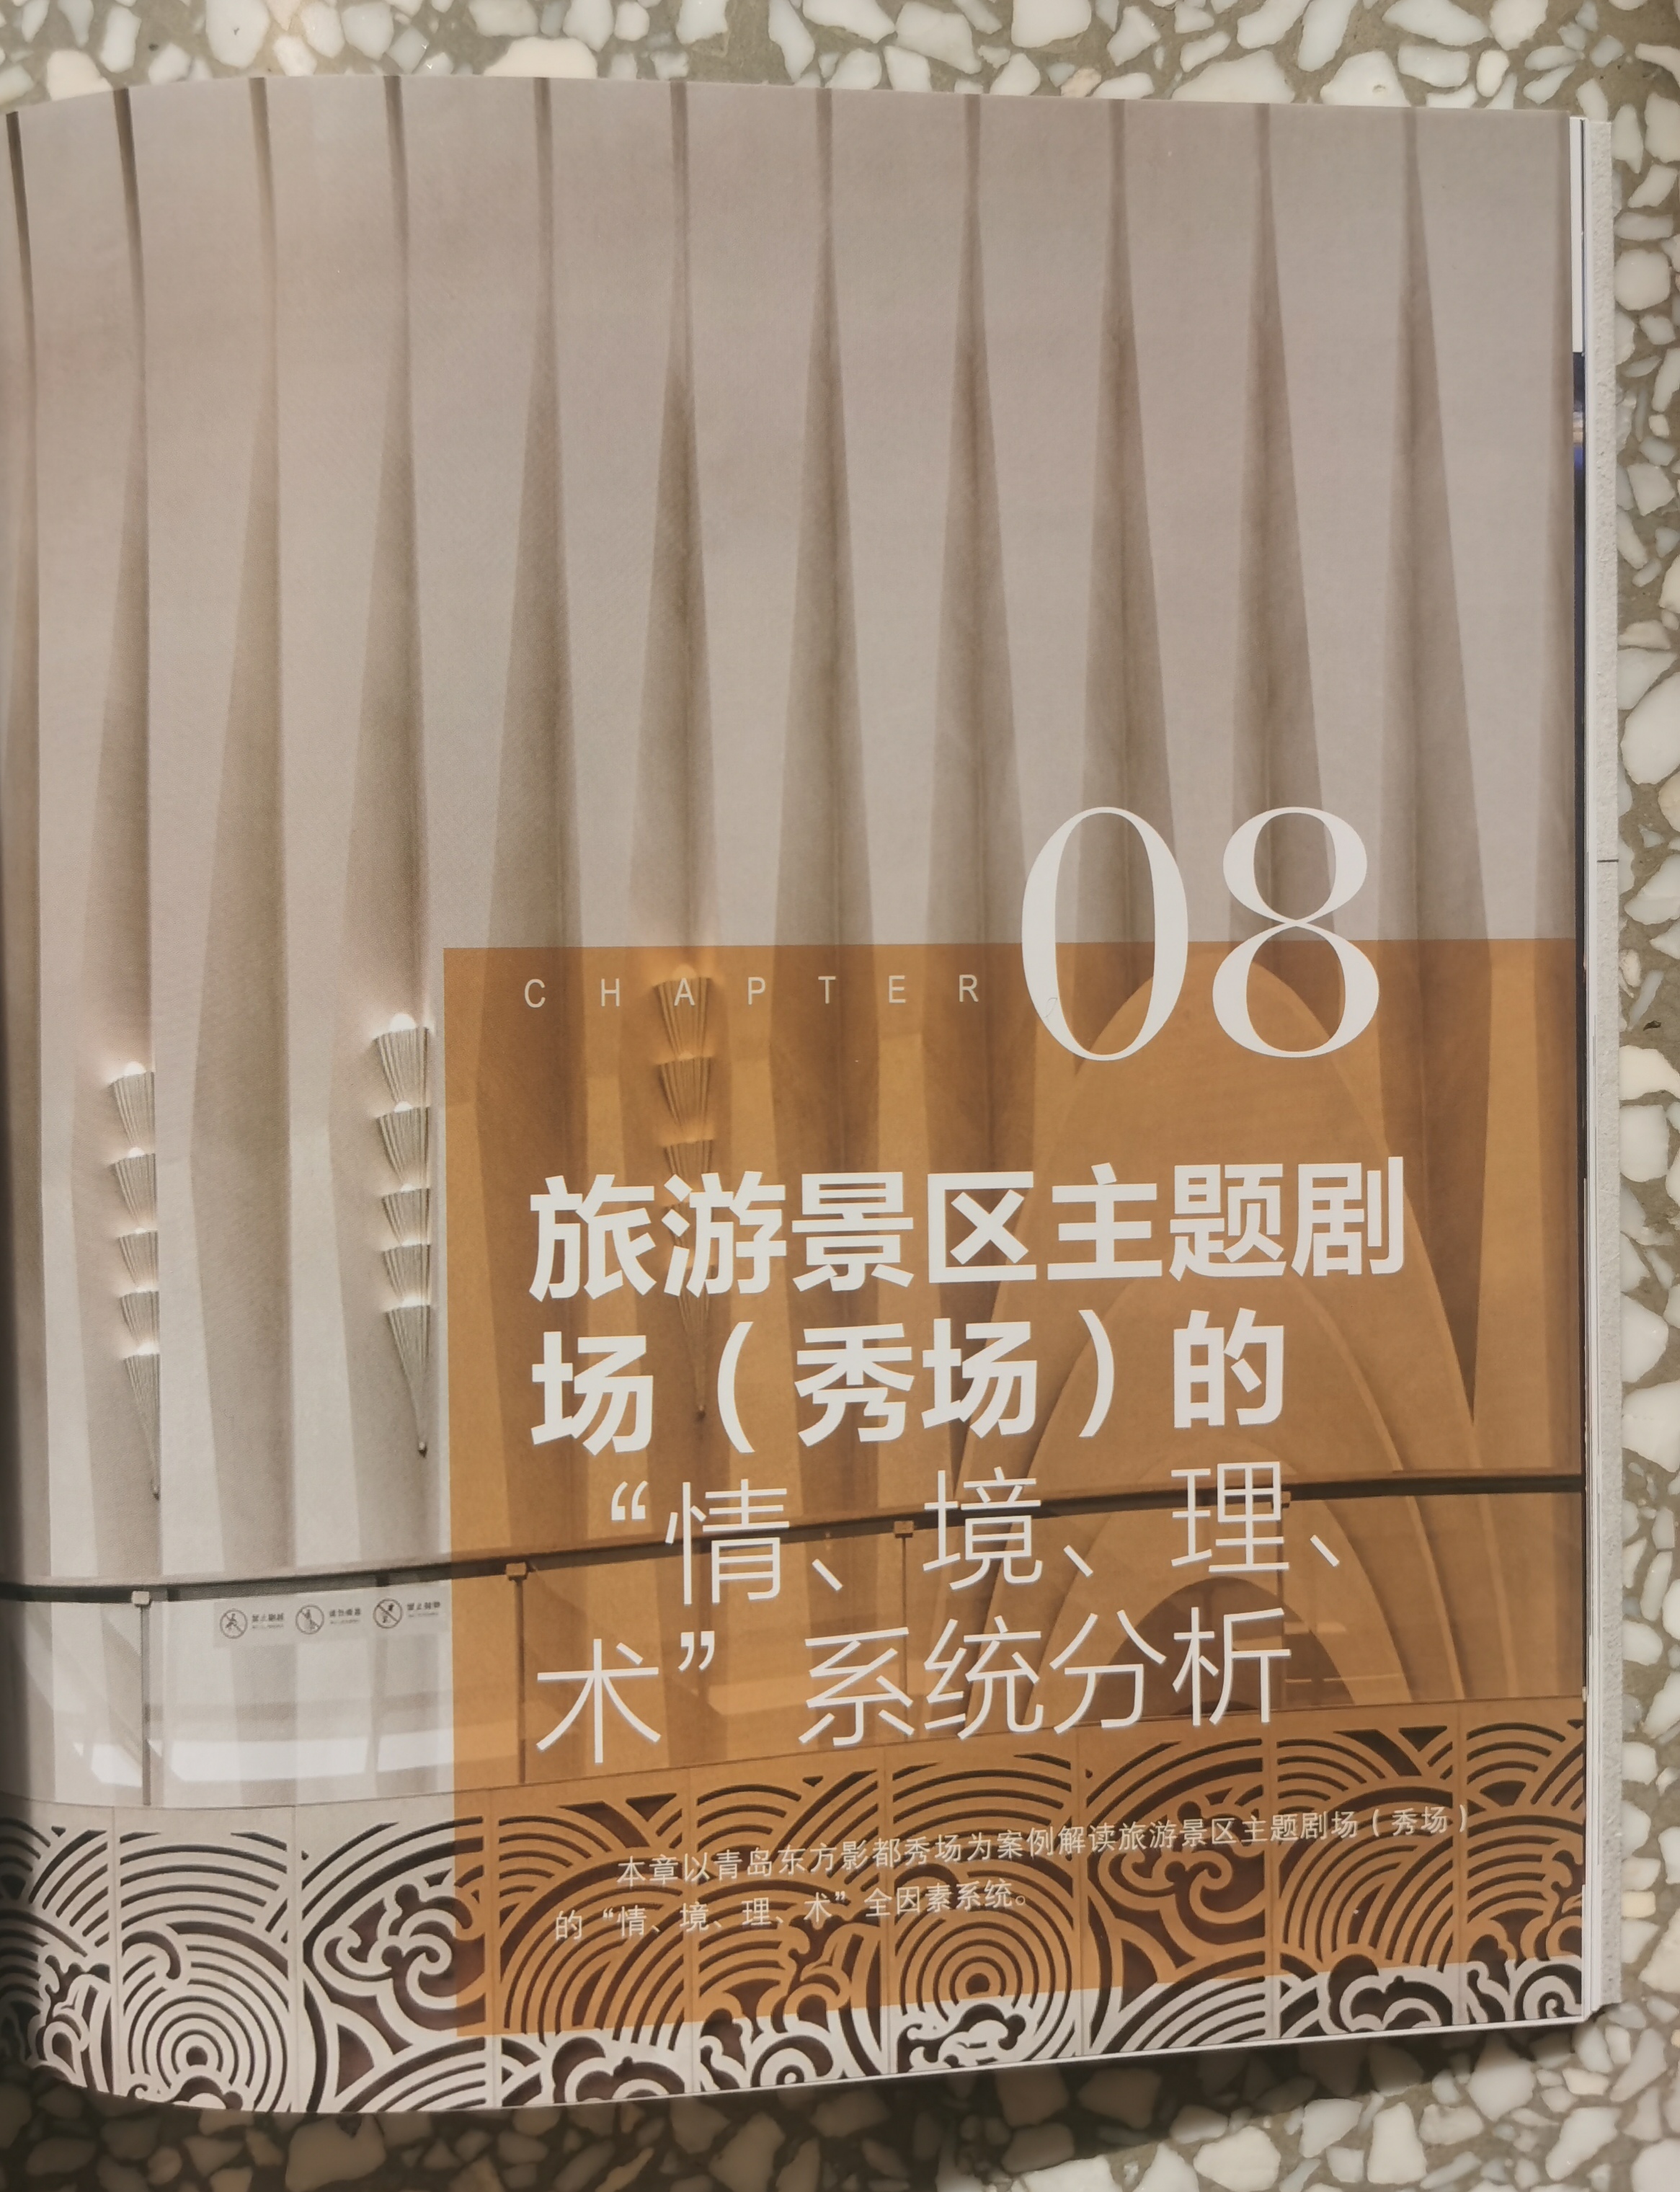 CHAPTER 08
旅游景区主题剧
场（秀场）的
“情、境、理、
术”系统分析
本章以青岛东方影都秀场为案例解读旅游景区主题剧场（秀场）
的“情、境、理、术”全因素系统。